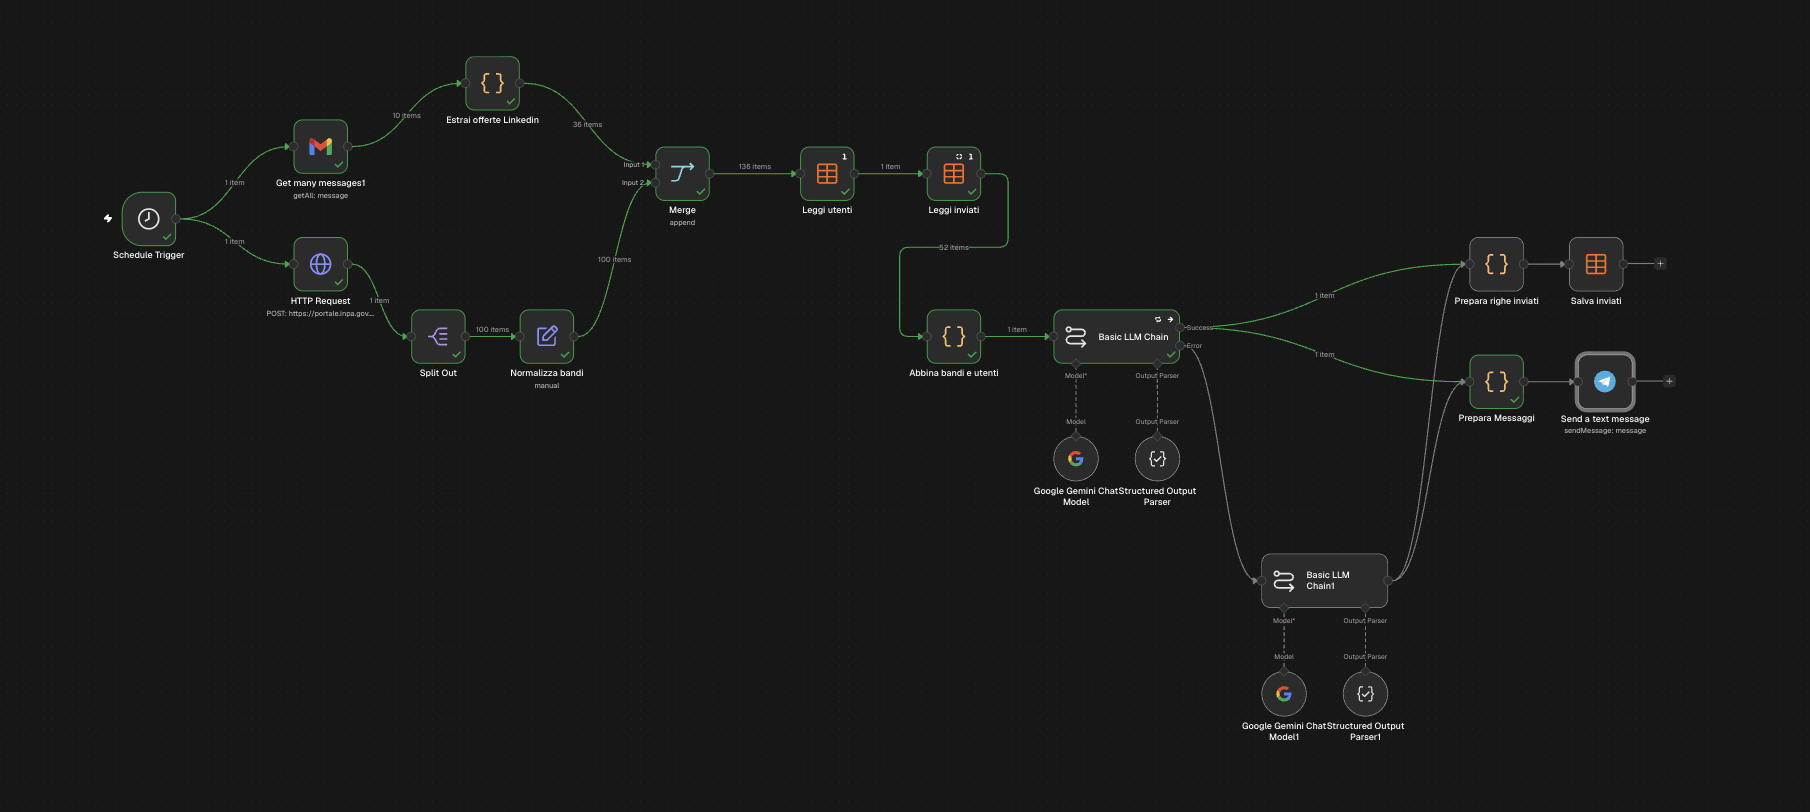 Schedule Trigger
1 item
1 item
Get many messages1
getAll: message
10 items
Estrai offerte Linkedin
36 items
HTTP Request
POST: https://portale.inpa.gov...
1 item
Split Out
100 items
Normalizza bandi
manual
100 items
Input 1
Input 2
Merge
append
136 items
1
Leggi utenti
1 item
1
Leggi inviati
52 items
Abbina bandi e utenti
1 item
Basic LLM Chain
Success
Error
Model*
Output Parser
Model
Output Parser
Google Gemini Chat
Model
Structured Output
Parser
1 item
1 item
Prepara righe inviati
Salva inviati
+
Prepara Messaggi
Send a text message
sendMessage: message
+
Basic LLM
Chain1
Model*
Output Parser
Model
Output Parser
Google Gemini Chat
Model1
Structured Output
Parser1